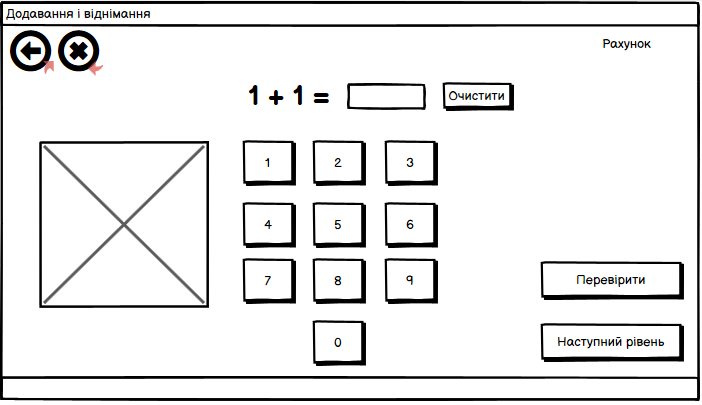 Додавання і віднімання
Рахунок
1 + 1 =
Очистити
1 2 3
4 5 6
7 8 9
Перевірити
0
Наступний рівень